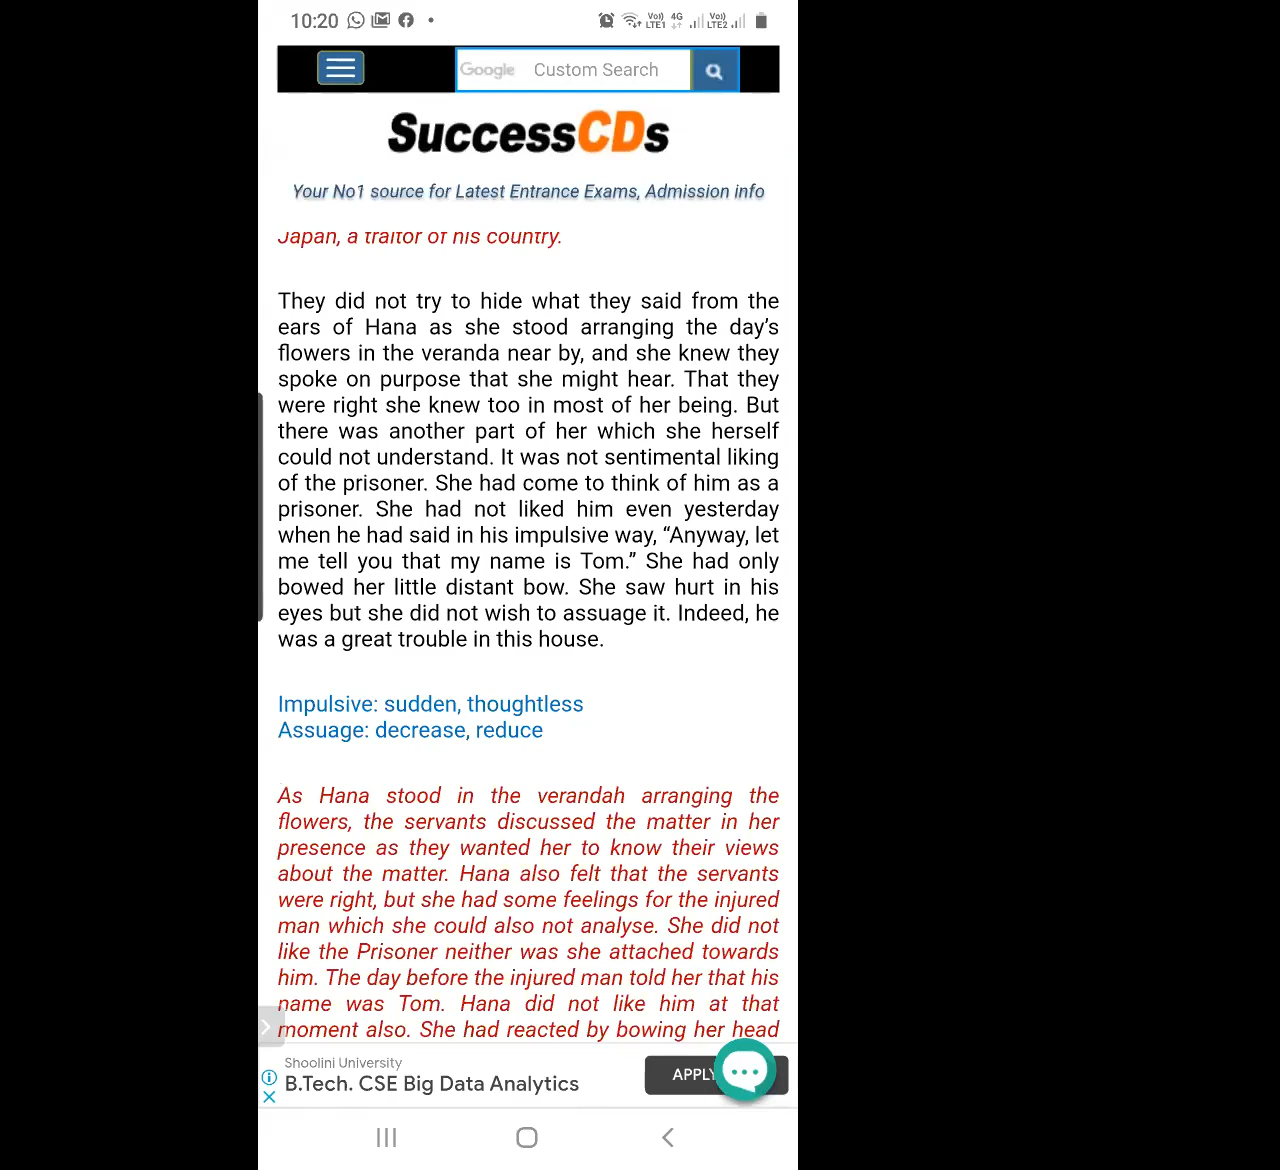 10:20
Vo)) LTE1 4G Vo)) LTE2
Google Custom Search
SuccessCDs
Your No1 source for Latest Entrance Exams, Admission info
Japan, a traitor of his country.
They did not try to hide what they said from the
ears of Hana as she stood arranging the day's
flowers in the veranda near by, and she knew they
spoke on purpose that she might hear. That they
were right she knew too in most of her being. But
there was another part of her which she herself
could not understand. It was not sentimental liking
of the prisoner. She had come to think of him as a
prisoner. She had not liked him even yesterday
when he had said in his impulsive way, “Anyway, let
me tell you that my name is Tom.” She had only
bowed her little distant bow. She saw hurt in his
eyes but she did not wish to assuage it. Indeed, he
was a great trouble in this house.
Impulsive: sudden, thoughtless
Assuage: decrease, reduce
As Hana stood in the verandah arranging the
flowers, the servants discussed the matter in her
presence as they wanted her to know their views
about the matter. Hana also felt that the servants
were right, but she had some feelings for the injured
man which she could also not analyse. She did not
like the Prisoner neither was she attached towards
him. The day before the injured man told her that his
name was Tom. Hana did not like him at that
moment also. She had reacted by bowing her head
Shoolini University
B.Tech. CSE Big Data Analytics
APPLY